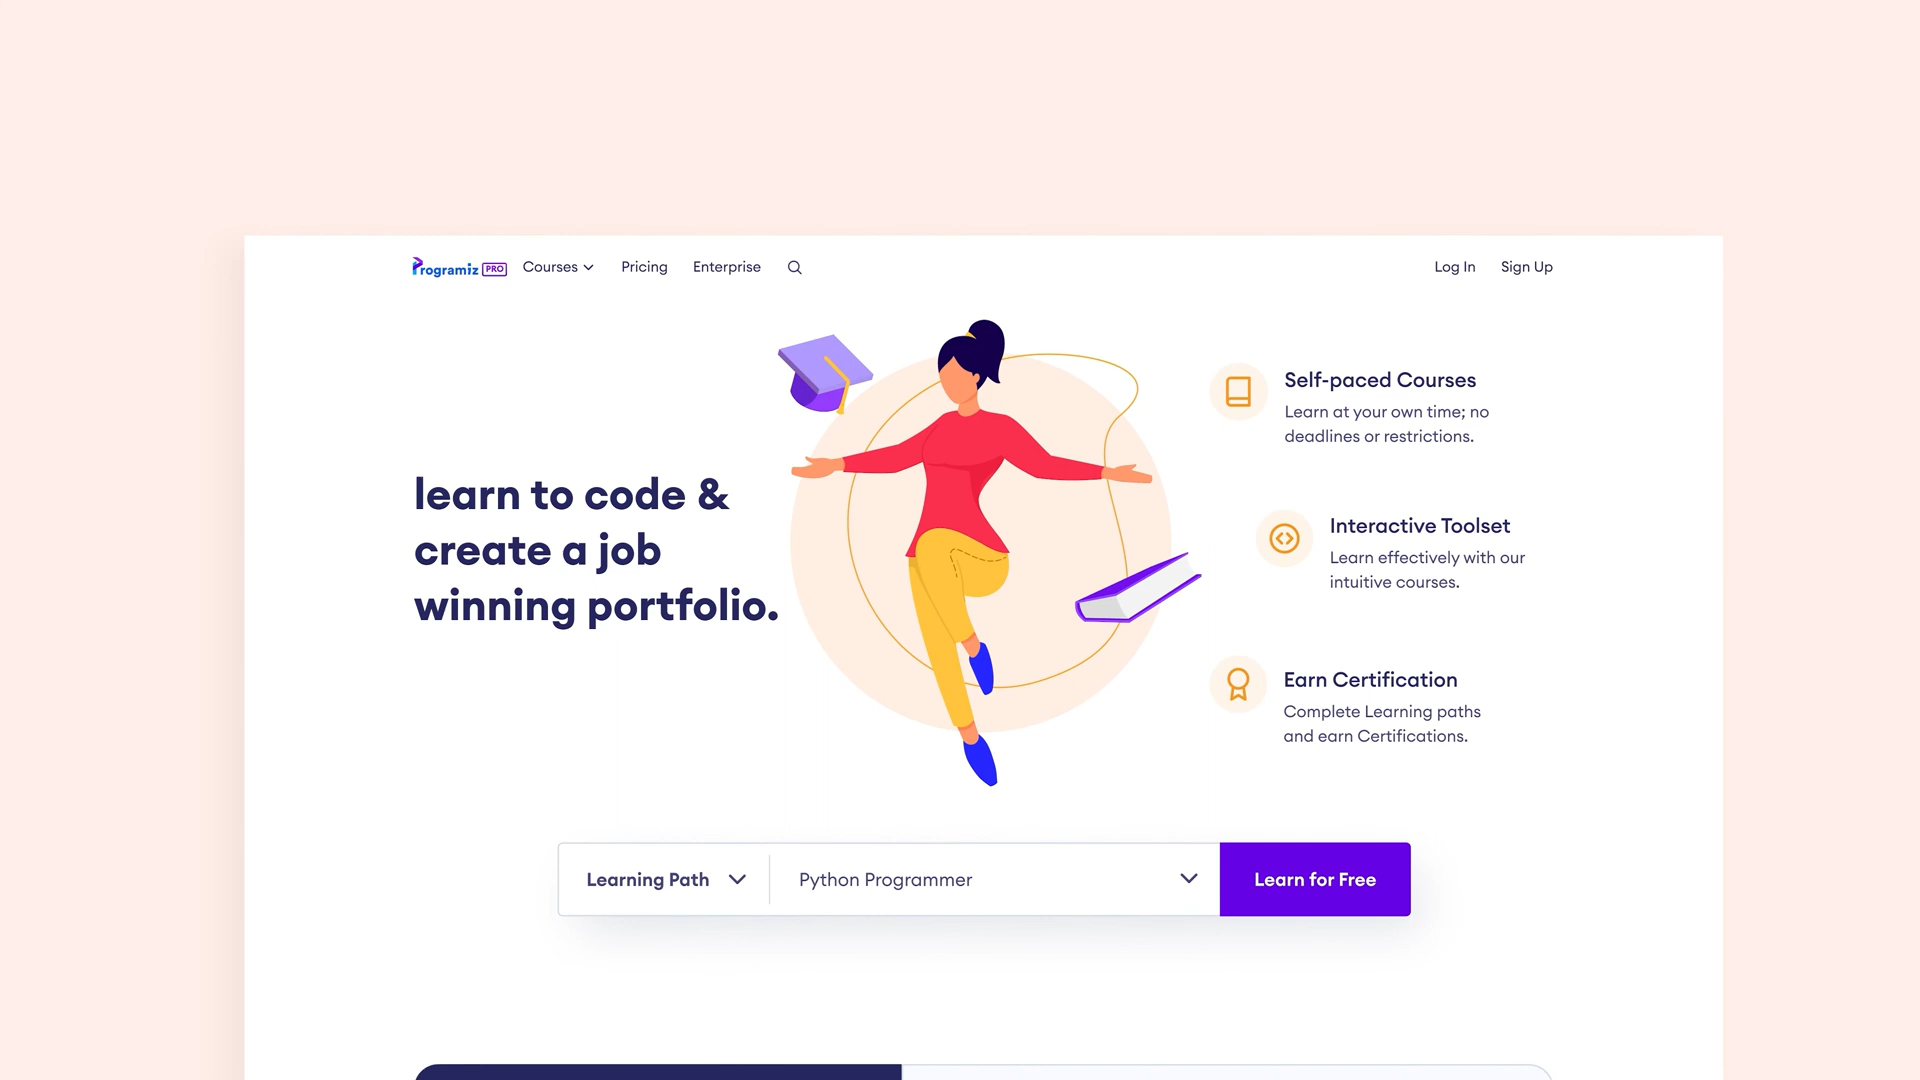 Programiz PRO Courses Pricing Enterprise Log In Sign Up
learn to code &
create a job
winning portfolio.
Self-paced Courses
Learn at your own time; no
deadlines or restrictions.
Interactive Toolset
Learn effectively with our
intuitive courses.
Earn Certification
Complete Learning paths
and earn Certifications.
Learning Path Python Programmer Learn for Free